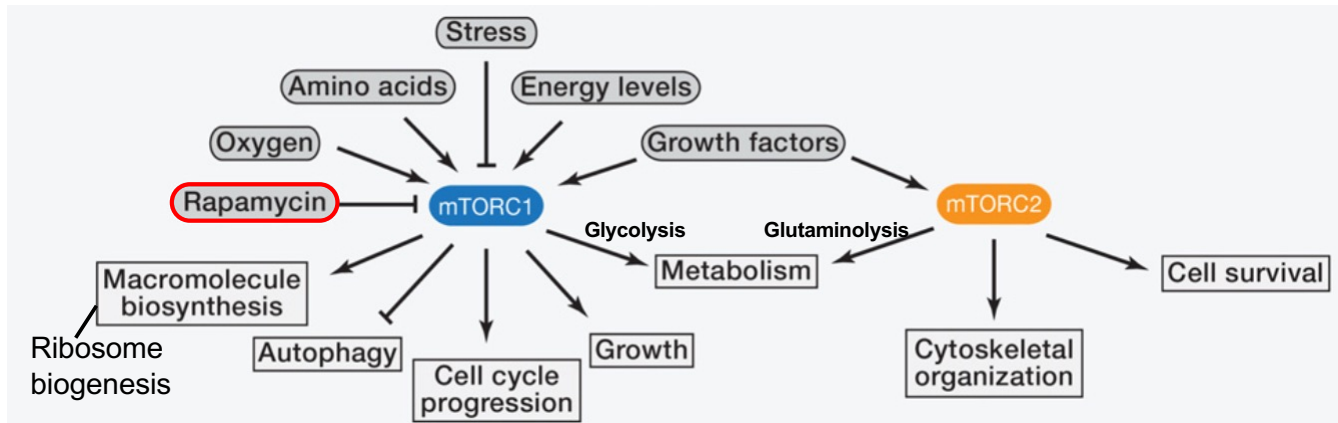 Stress
Amino acids
Energy levels
Oxygen
Growth factors
Rapamycin
mTORC1
mTORC2
Glycolysis
Glutaminolysis
Macromolecule
biosynthesis
Metabolism
Cell survival
Ribosome
biogenesis
Autophagy
Growth
Cell cycle
progression
Cytoskeletal
organization